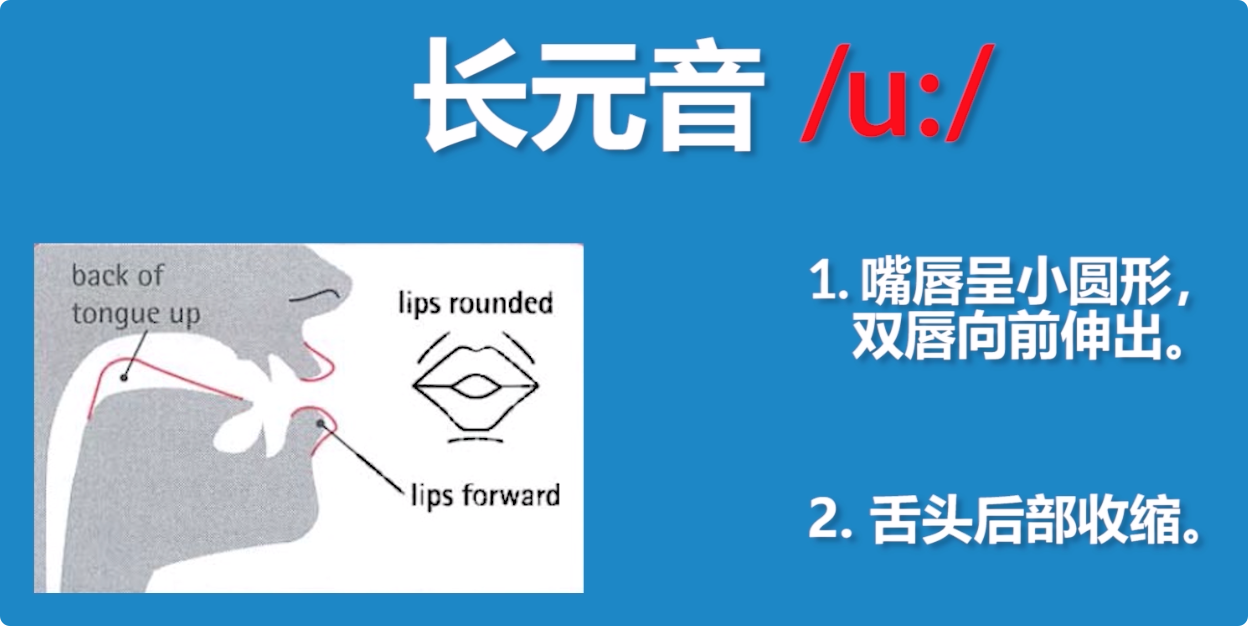 长元音 /u:/
back of
tongue up
lips rounded
lips forward
1. 嘴唇呈小圆形，
双唇向前伸出。
2. 舌头后部收缩。